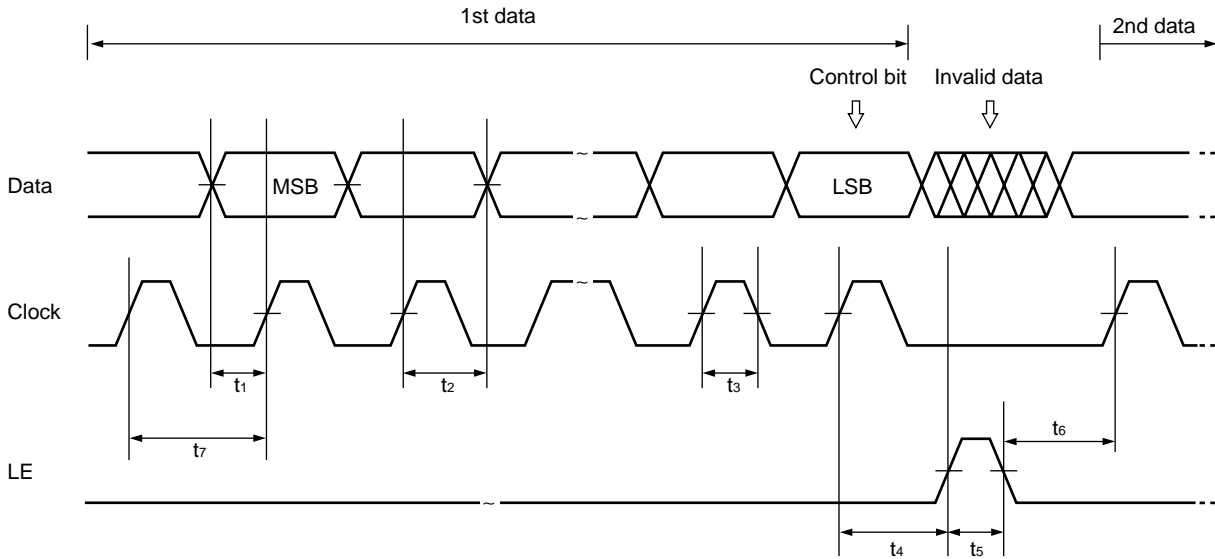 1st data
2nd data
Control bit
Invalid data
Data
MSB
LSB
Clock
t1
t2
t3
t7
t6
LE
t4
t5